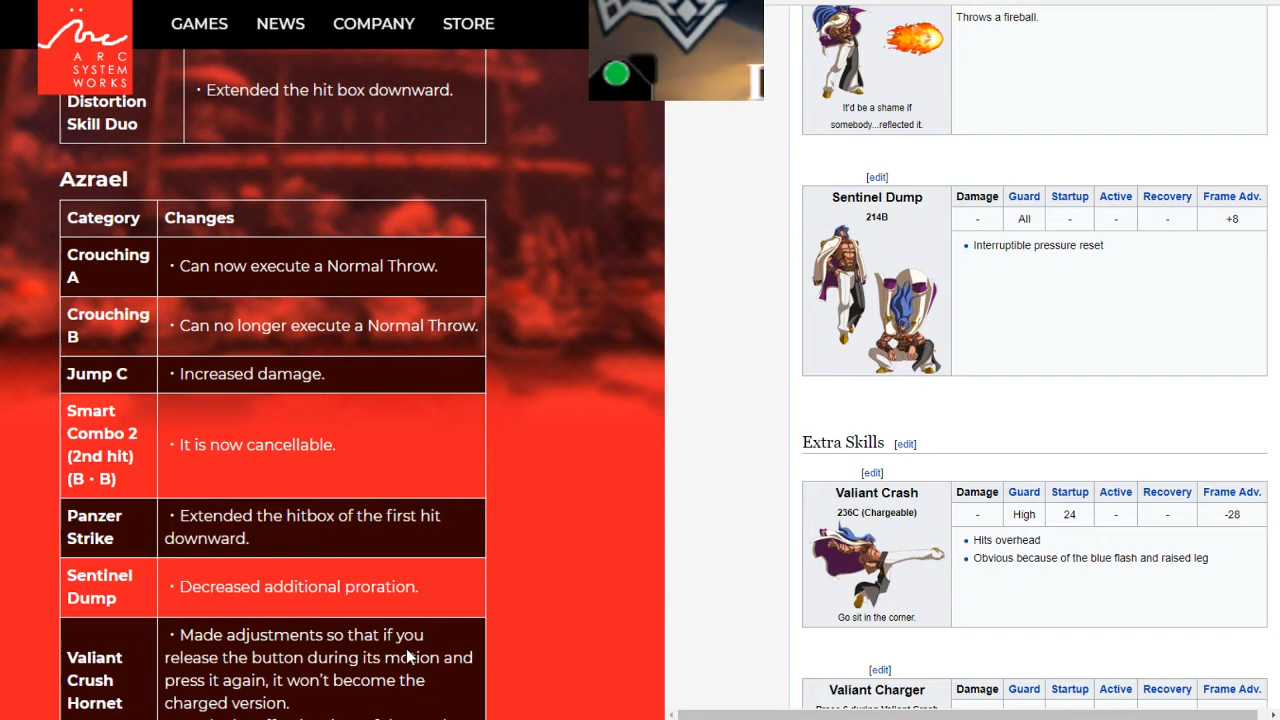 ARC
SYSTEM
WORKS
GAMES NEWS COMPANY STORE
Distortion
Skill Duo
・Extended the hit box downward.
Azrael
Category Changes
Crouching
A
・Can now execute a Normal Throw.
Crouching
B
・Can no longer execute a Normal Throw.
Jump C
・Increased damage.
Smart
Combo 2
(2nd hit)
(B・B)
・It is now cancellable.
Panzer
Strike
・Extended the hitbox of the first hit
downward.
Sentinel
Dump
・Decreased additional proration.
Valiant
Crush
Hornet
・Made adjustments so that if you
release the button during its motion and
press it again, it won't become the
charged version.
Throws a fireball.
It'd be a shame if
somebody...reflected it.
[edit]
Sentinel Dump
214B
Damage Guard Startup Active Recovery Frame Adv.
- All - - - +8
• Interruptible pressure reset
Extra Skills [edit]
[edit]
Valiant Crash
236C (Chargeable)
Damage Guard Startup Active Recovery Frame Adv.
- High 24 - - -28
• Hits overhead
• Obvious because of the blue flash and raised leg
Go sit in the corner.
[edit]
Valiant Charger
Damage Guard Startup Active Recovery Frame Adv.